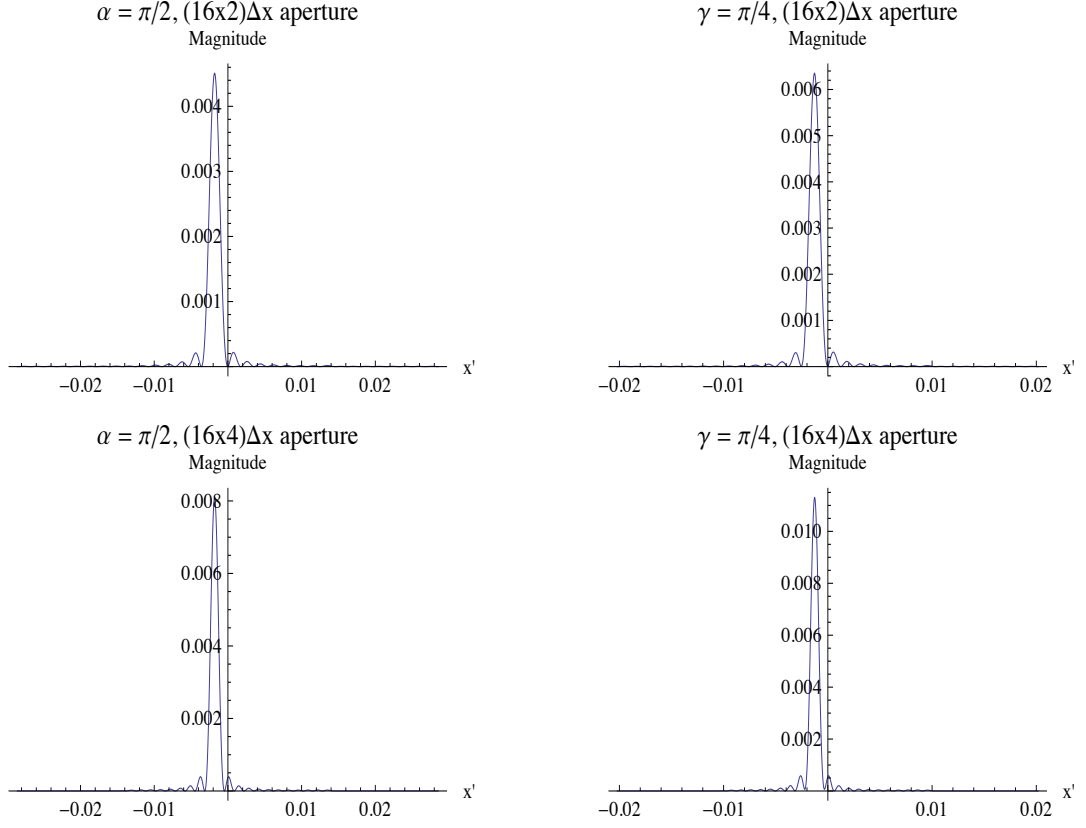 α = π/2, (16x2)Δx aperture
Magnitude
0.004
0.003
0.002
0.001
x'
−0.02 −0.01 0.01 0.02
γ = π/4, (16x2)Δx aperture
Magnitude
0.006
0.005
0.004
0.003
0.002
0.001
x'
−0.02 −0.01 0.01 0.02
α = π/2, (16x4)Δx aperture
Magnitude
0.008
0.006
0.004
0.002
x'
−0.02 −0.01 0.01 0.02
γ = π/4, (16x4)Δx aperture
Magnitude
0.010
0.008
0.006
0.004
0.002
x'
−0.02 −0.01 0.01 0.02